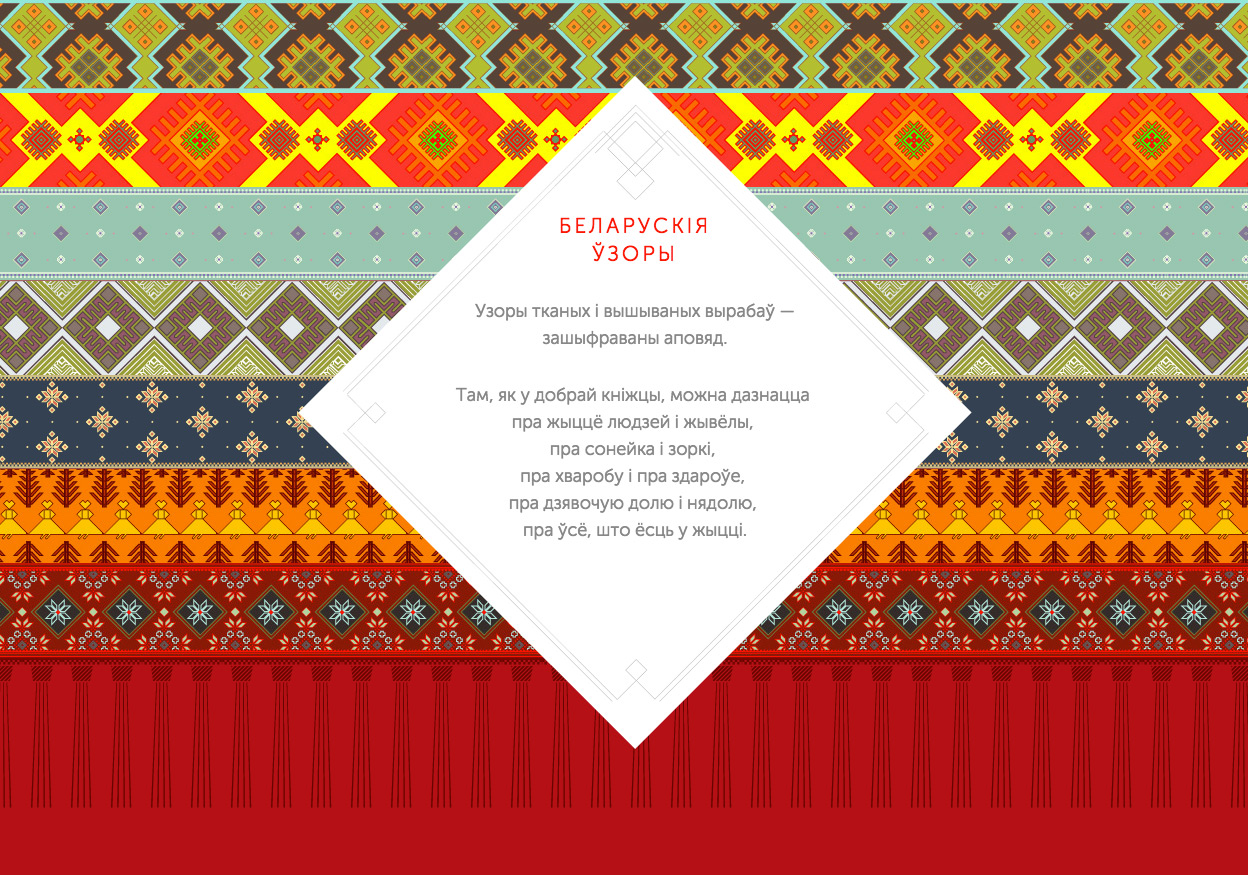 БЕЛАРУСКІЯ
ЎЗОРЫ
Узоры тканых і вышываных вырабаў —
зашыфраваны аповяд.
Там, як у добрай кніжцы, можна дазнацца
пра жыццё людзей і жывёлы,
пра сонейка і зоркі,
пра хваробу і пра здароўе,
пра дзявочую долю і нядолю,
пра ўсё, што ёсць у жыцці.